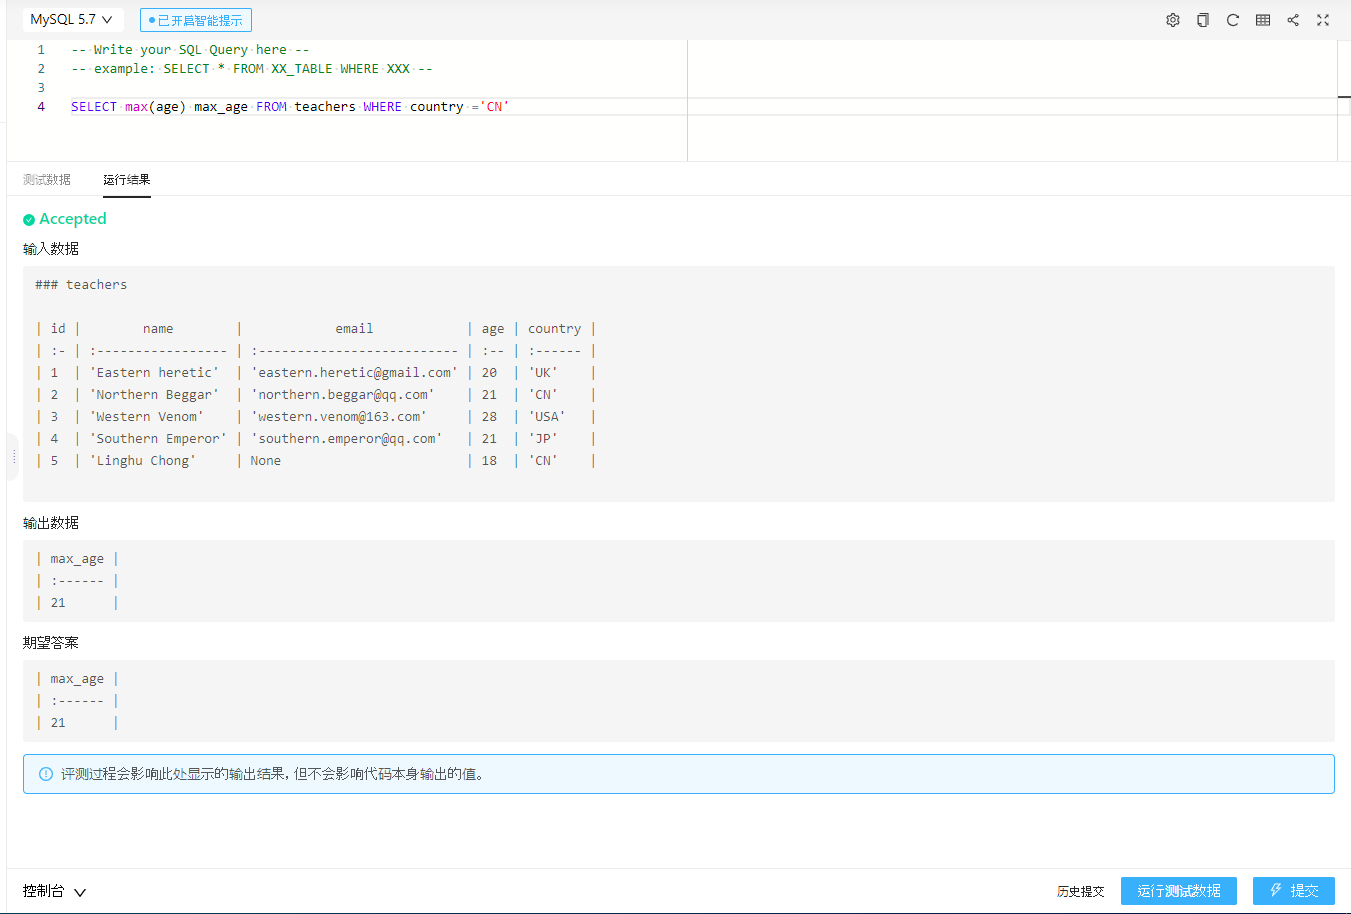 MySQL 5.7 已开启智能提示
1 -- Write your SQL Query here --
2 -- example: SELECT * FROM XX_TABLE WHERE XXX --
3
4 SELECT max(age) max_age FROM teachers WHERE country ='CN'
测试数据 运行结果
Accepted
输入数据
### teachers
| id | name | email | age | country |
| :- | :----------------- | :-------------------------- | :-- | :------ |
| 1 | 'Eastern heretic' | 'eastern.heretic@gmail.com' | 20 | 'UK' |
| 2 | 'Northern Beggar' | 'northern.beggar@qq.com' | 21 | 'CN' |
| 3 | 'Western Venom' | 'western.venom@163.com' | 28 | 'USA' |
| 4 | 'Southern Emperor' | 'southern.emperor@qq.com' | 21 | 'JP' |
| 5 | 'Linghu Chong' | None | 18 | 'CN' |
输出数据
| max_age |
| :------ |
| 21 |
期望答案
| max_age |
| :------ |
| 21 |
评测过程会影响此处显示的输出结果，但不会影响代码本身输出的值。
控制台 历史提交 运行测试数据 提交